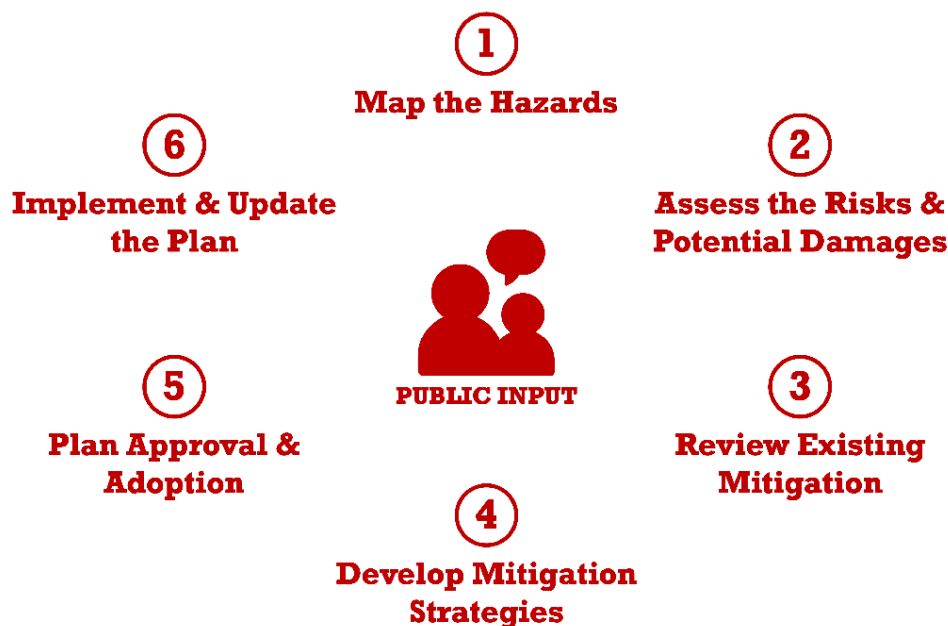 1
Map the Hazards
2
Assess the Risks &
Potential Damages
3
Review Existing
Mitigation
4
Develop Mitigation
Strategies
5
Plan Approval &
Adoption
6
Implement & Update
the Plan
PUBLIC INPUT